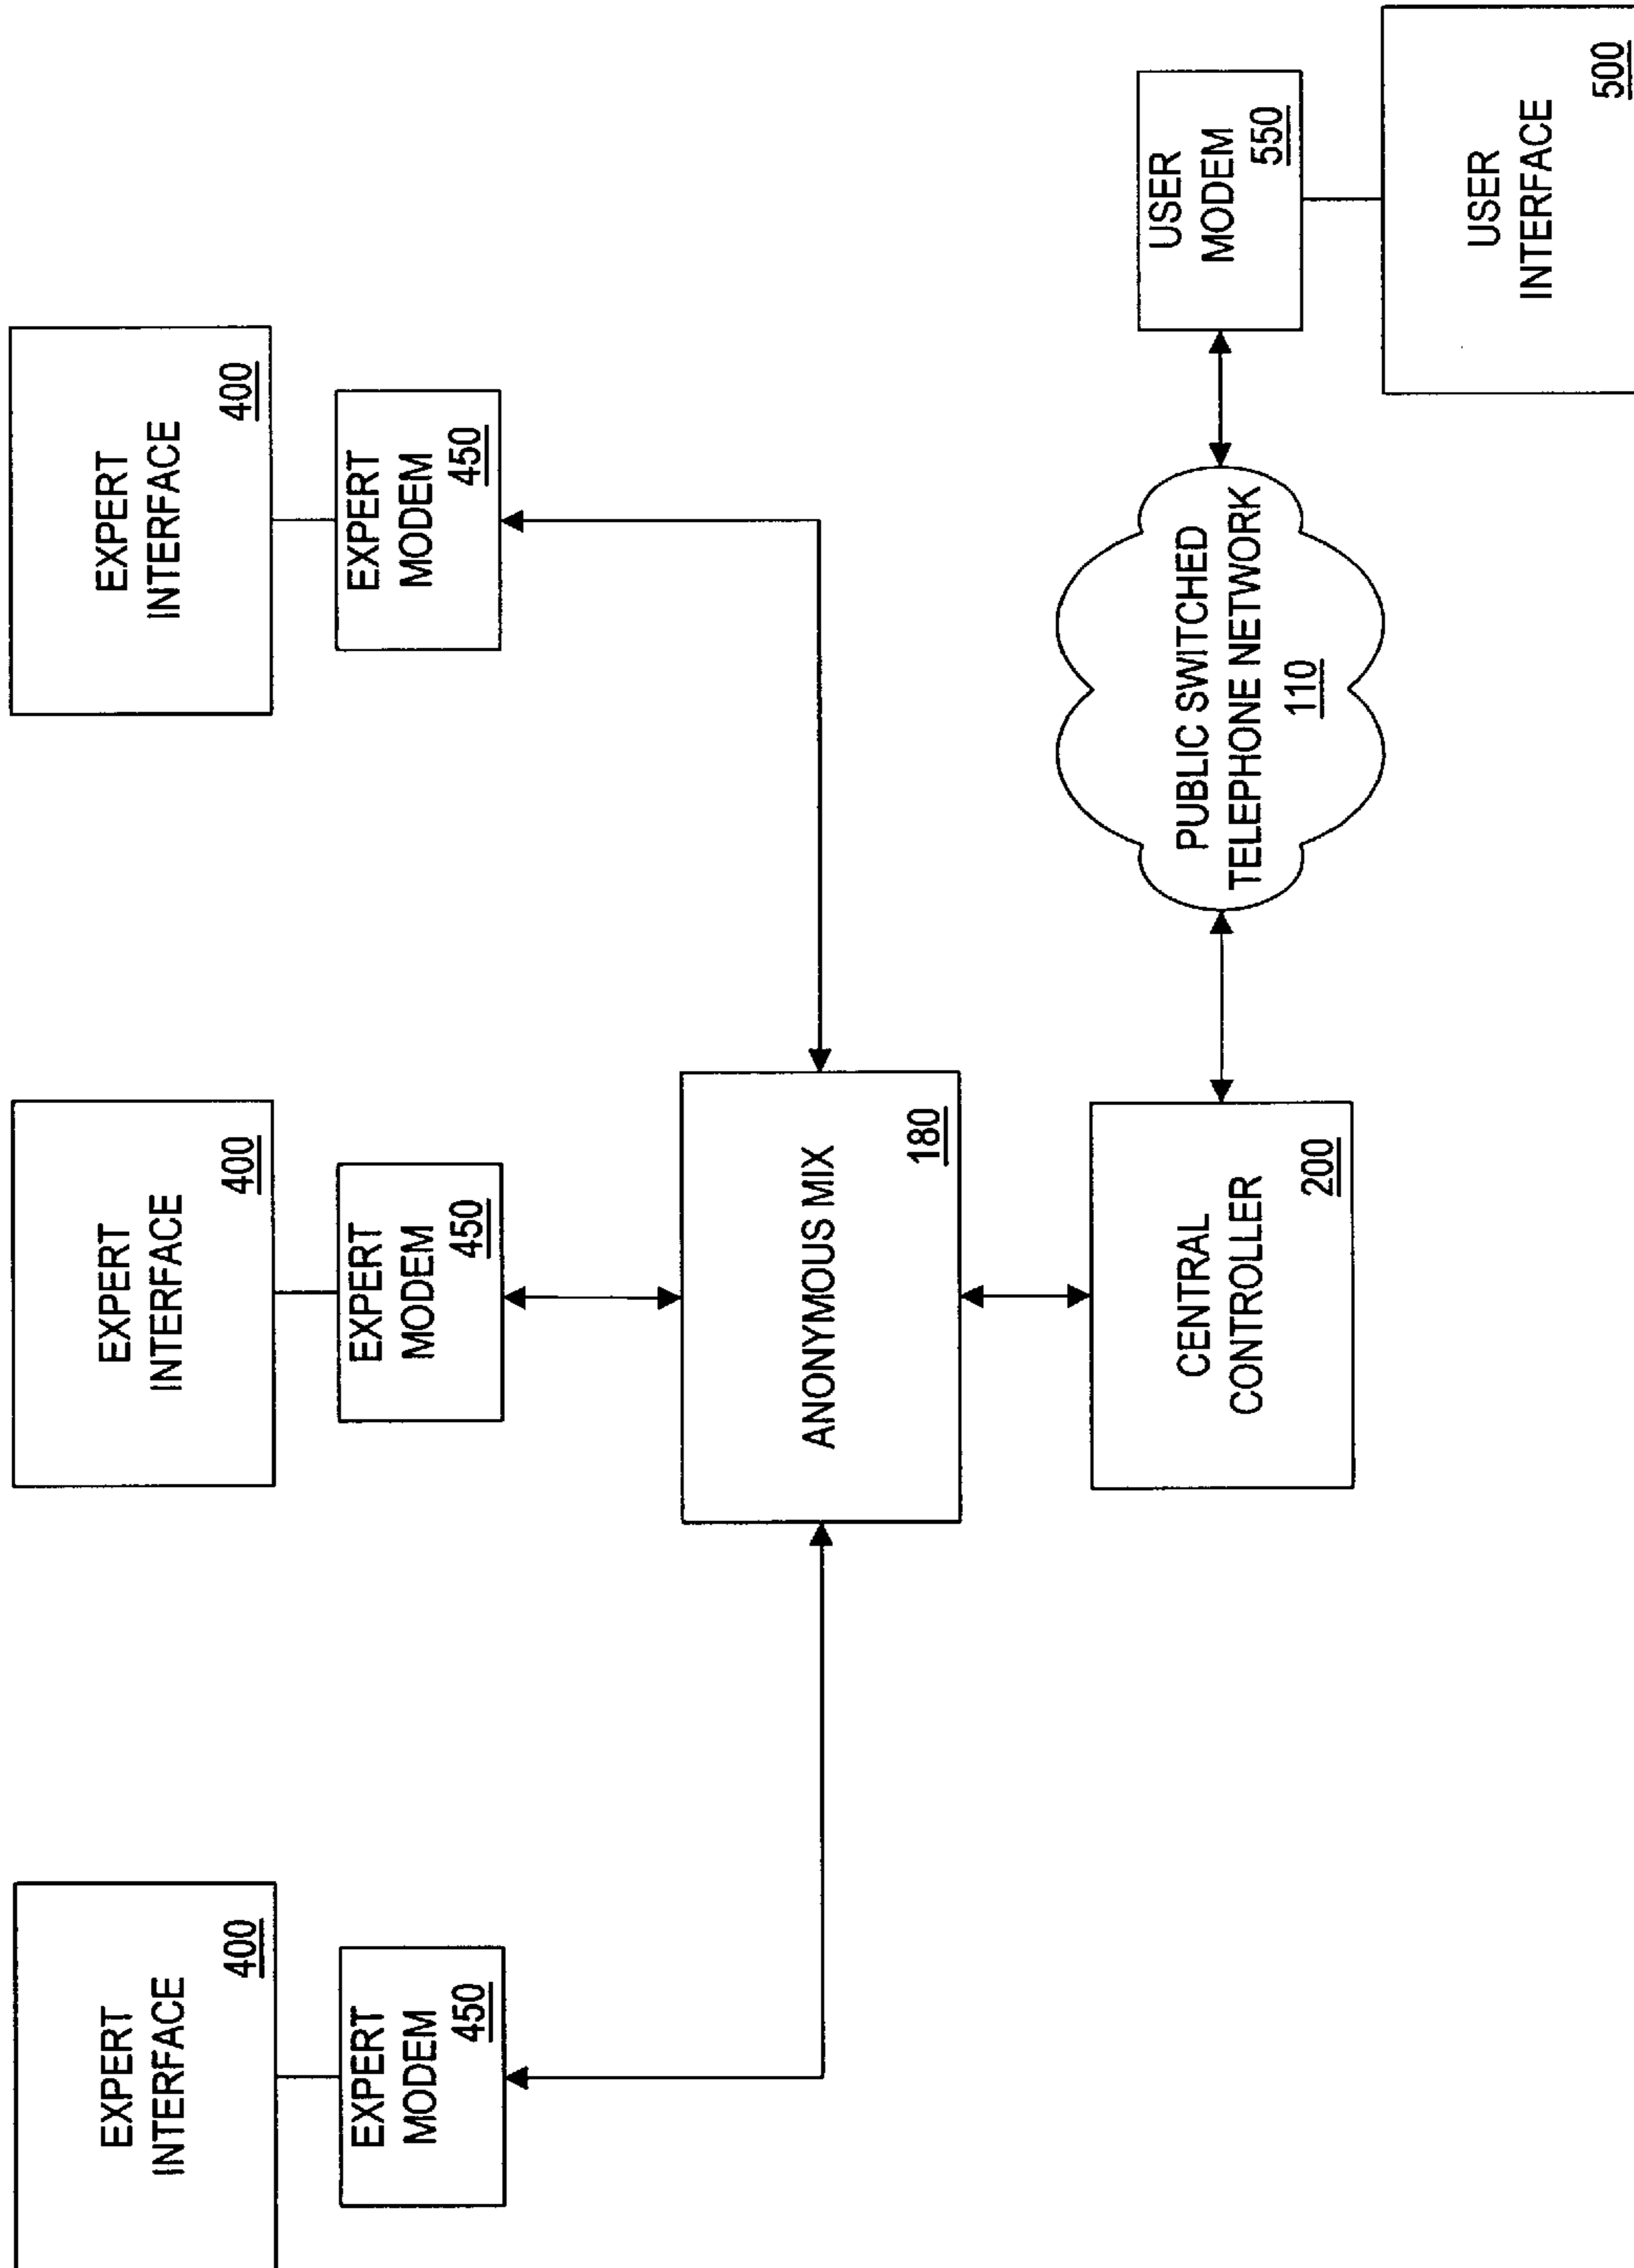 EXPERT
INTERFACE
400
EXPERT
INTERFACE
400
EXPERT
INTERFACE
400
EXPERT
MODEM
450
EXPERT
MODEM
450
EXPERT
MODEM
450
ANONYMOUS MIX
180
CENTRAL
CONTROLLER
200
PUBLIC SWITCHED
TELEPHONE NETWORK
110
USER
MODEM
550
USER
INTERFACE
500